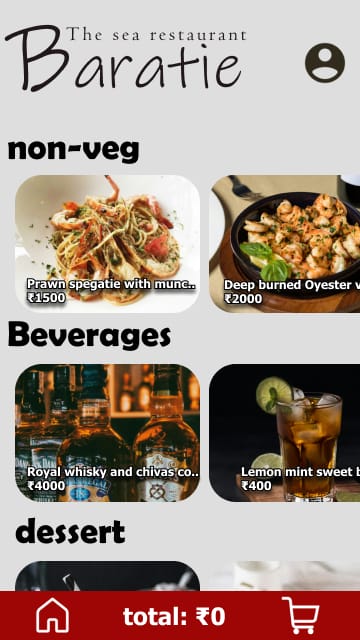 The sea restaurant
Baratie
non-veg
Prawn spegatie with munc..
₹1500
Deep burned Oyester v
₹2000
Beverages
Royal whisky and chivas co..
₹4000
Lemon mint sweet b
₹400
dessert
total: ₹0